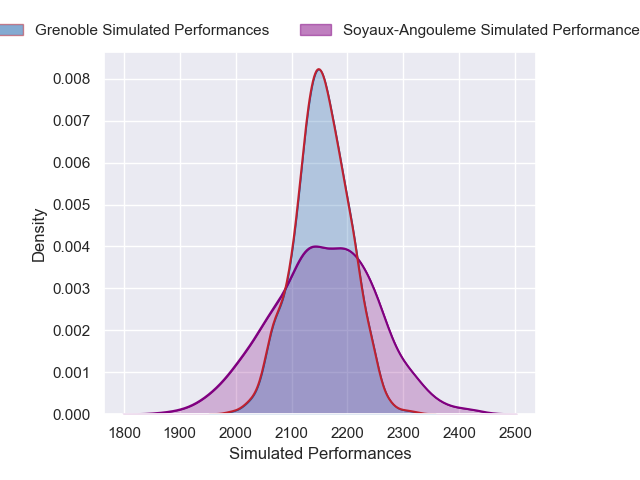 Grenoble Simulated Performances
Soyaux-Angouleme Simulated Performance
0.008
0.007
0.006
0.005
0.004
0.003
0.002
0.001
0.000
Density
1800 1900 2000 2100 2200 2300 2400 2500
Simulated Performances